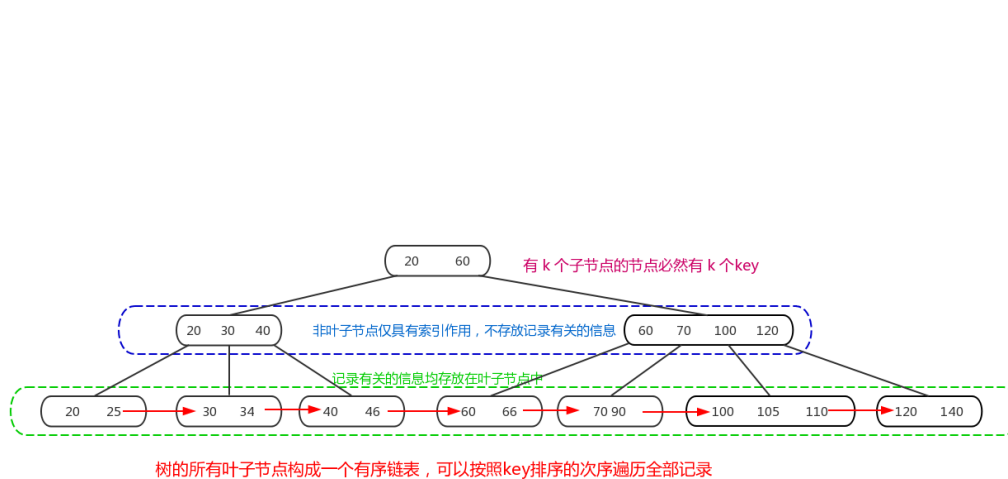 20 60
有 k 个子节点的节点必然有 k 个key
20 30 40
非叶子节点仅具有索引作用，不存放记录有关的信息
60 70 100 120
记录有关的信息均存放在叶子节点中
20 25
30 34
40 46
60 66
70 90
100 105 110
120 140
树的所有叶子节点构成一个有序链表，可以按照key排序的次序遍历全部记录